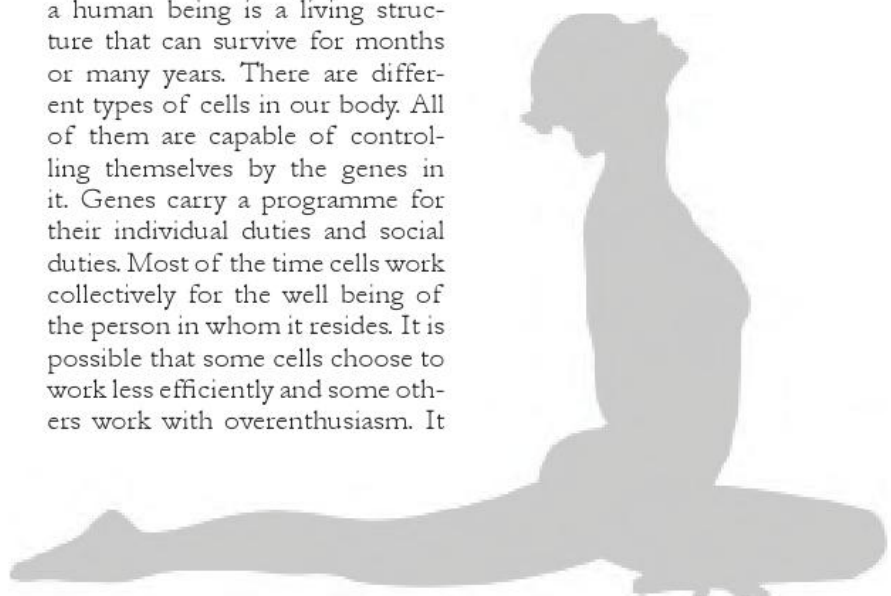 a human being is a living struc-
ture that can survive for months
or many years. There are differ-
ent types of cells in our body. All
of them are capable of control-
ling themselves by the genes in
it. Genes carry a programme for
their individual duties and social
duties. Most of the time cells work
collectively for the well being of
the person in whom it resides. It is
possible that some cells choose to
work less efficiently and some oth-
ers work with overenthusiasm. It